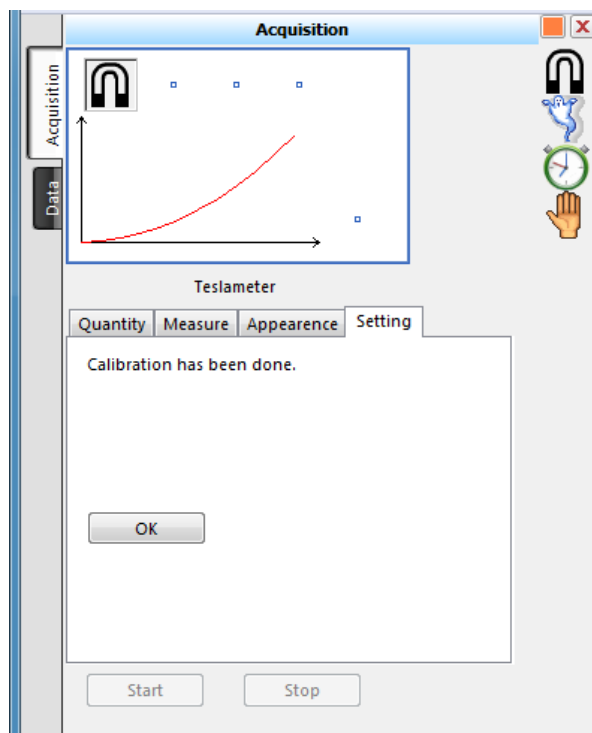 Acquisition
Acquisition
Data
Teslameter
Quantity Measure Appearence Setting
Calibration has been done.
OK
Start Stop